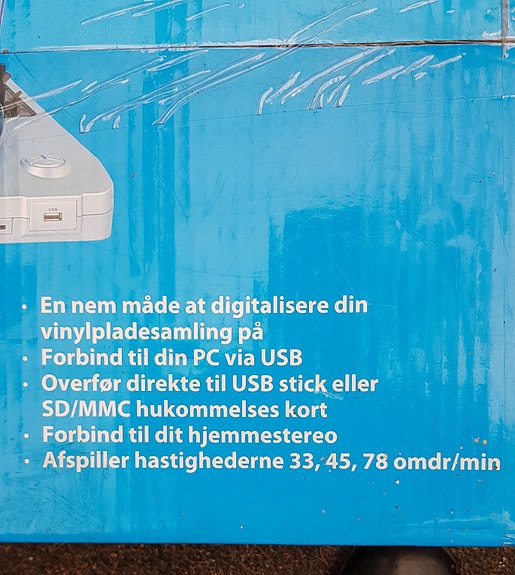 USB
• En nem måde at digitalisere din
vinylpladesamling på
• Forbind til din PC via USB
• Overfør direkte til USB stick eller
SD/MMC hukommelses kort
• Forbind til dit hjemmestereo
• Afspiller hastighederne 33, 45, 78 omdr/min